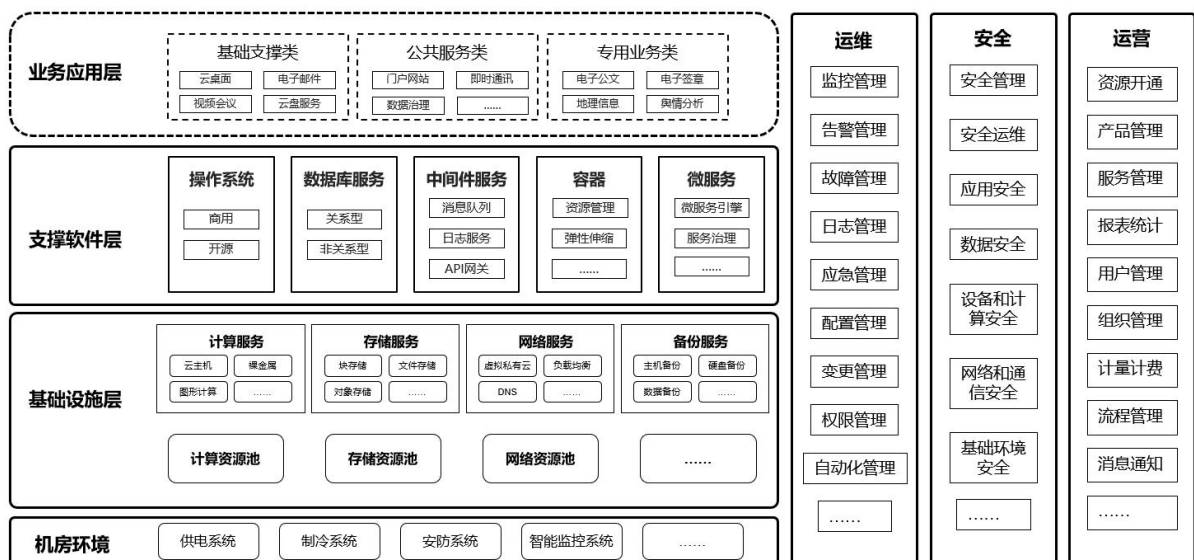 业务应用层
基础支撑类
云桌面
电子邮件
视频会议
云盘服务
公共服务类
门户网站
即时通讯
数据治理
......
专用业务类
电子公文
电子签章
地理信息
舆情分析
支撑软件层
操作系统
商用
开源
数据库服务
关系型
非关系型
中间件服务
消息队列
日志服务
API网关
容器
资源管理
弹性伸缩
......
微服务
微服务引擎
服务治理
......
基础设施层
计算服务
云主机
裸金属
图形计算
......
存储服务
块存储
文件存储
对象存储
......
网络服务
虚拟私有云
负载均衡
DNS
......
备份服务
主机备份
硬盘备份
数据备份
......
计算资源池
存储资源池
网络资源池
......
机房环境
供电系统
制冷系统
安防系统
智能监控系统
......
运维
监控管理
告警管理
故障管理
日志管理
应急管理
配置管理
变更管理
权限管理
自动化管理
......
安全
安全管理
安全运维
应用安全
数据安全
设备和计
算安全
网络和通
信安全
基础环境
安全
......
运营
资源开通
产品管理
服务管理
报表统计
用户管理
组织管理
计量计费
流程管理
消息通知
......